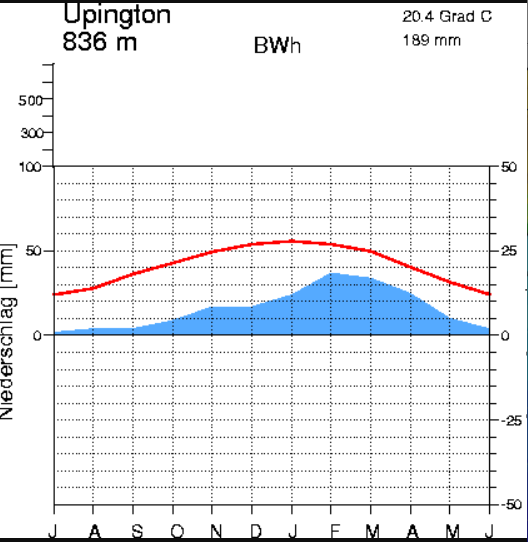 Upington
836 m
BWh
20.4 Grad C
189 mm
500
300
100
50
0
50
25
0
-25
-50
Niederschlag [mm]
J A S O N D J F M A M J